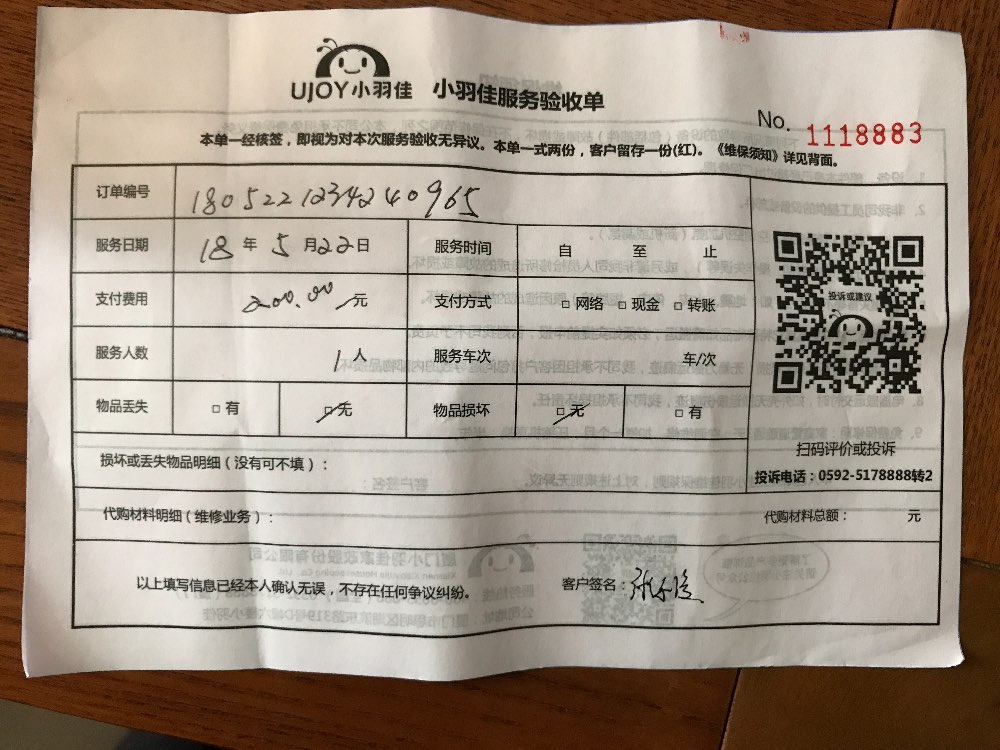 UJOY小羽佳 小羽佳服务验收单
No. 1118883
本单一经核签，即视为对本次服务验收无异议。本单一式两份，客户留存一份(红)。《维保须知》详见背面。
订单编号 180522123424 0965
服务日期 18 年 5 月 22 日 服务时间 自 至 止
支付费用 200.00 元 支付方式 □ 网络 □ 现金 □ 转账
投诉或建议
服务人数 1 人 服务车次 车/次
物品丢失 □ 有 □ 无 物品损坏 □ 无 □ 有
扫码评价或投诉
损坏或丢失物品明细（没有可不填）：
投诉电话：0592-5178888转2
代购材料明细（维修业务）： 代购材料总额： 元
以上填写信息已经本人确认无误，不存在任何争议纠纷。 客户签名：